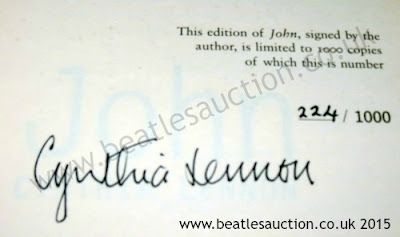 This edition of John, signed by the
author, is limited to 1000 copies
of which this is number
224 / 1000
John
Cynthia Lennon
www.beatlesauction.co.uk
www.beatlesauction.co.uk 2015